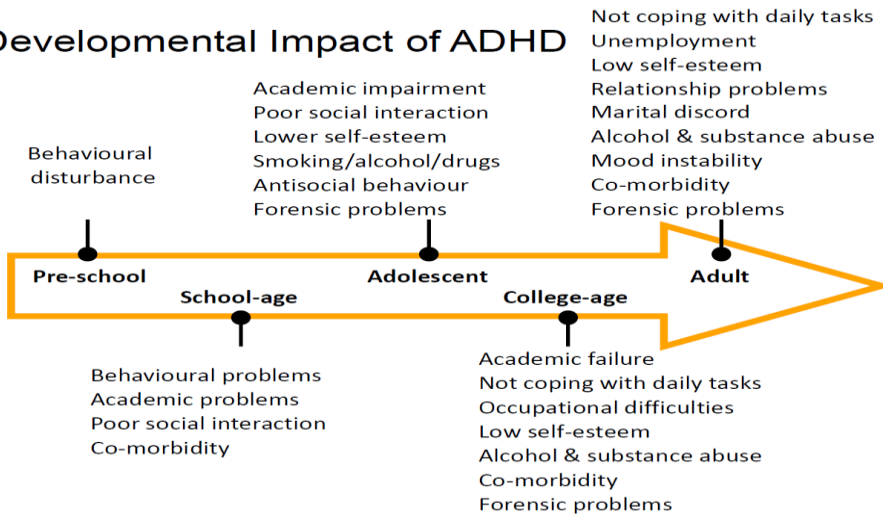 Developmental Impact of ADHD
Behavioural
disturbance
Academic impairment
Poor social interaction
Lower self-esteem
Smoking/alcohol/drugs
Antisocial behaviour
Forensic problems
Not coping with daily tasks
Unemployment
Low self-esteem
Relationship problems
Marital discord
Alcohol & substance abuse
Mood instability
Co-morbidity
Forensic problems
Pre-school
School-age
Adolescent
College-age
Adult
Behavioural problems
Academic problems
Poor social interaction
Co-morbidity
Academic failure
Not coping with daily tasks
Occupational difficulties
Low self-esteem
Alcohol & substance abuse
Co-morbidity
Forensic problems